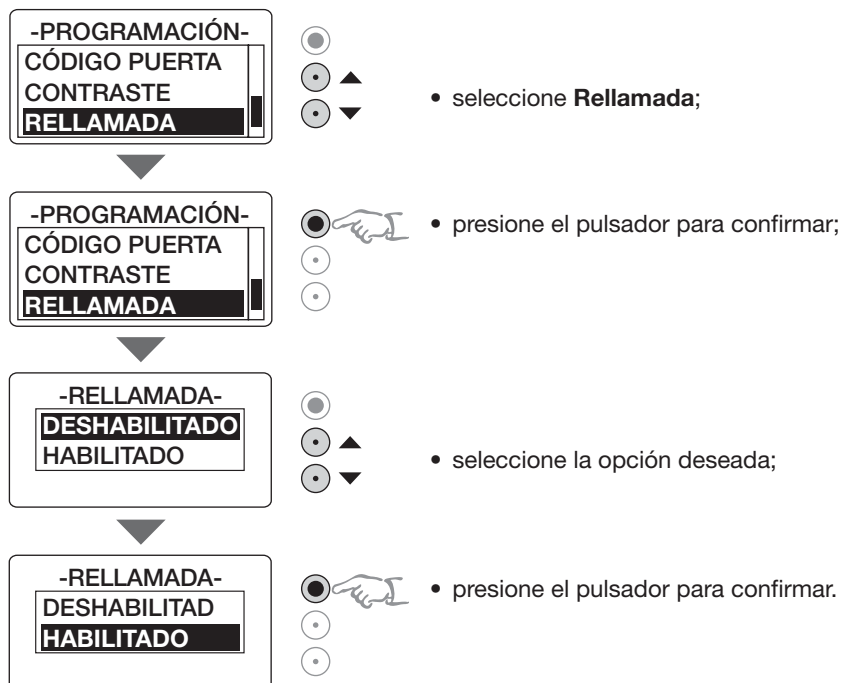 -PROGRAMACIÓN-
CÓDIGO PUERTA
CONTRASTE
RELLAMADA
• seleccione Rellamada;
-PROGRAMACIÓN-
CÓDIGO PUERTA
CONTRASTE
RELLAMADA
• presione el pulsador para confirmar;
-RELLAMADA-
DESHABILITADO
HABILITADO
• seleccione la opción deseada;
-RELLAMADA-
DESHABILITAD
HABILITADO
• presione el pulsador para confirmar.